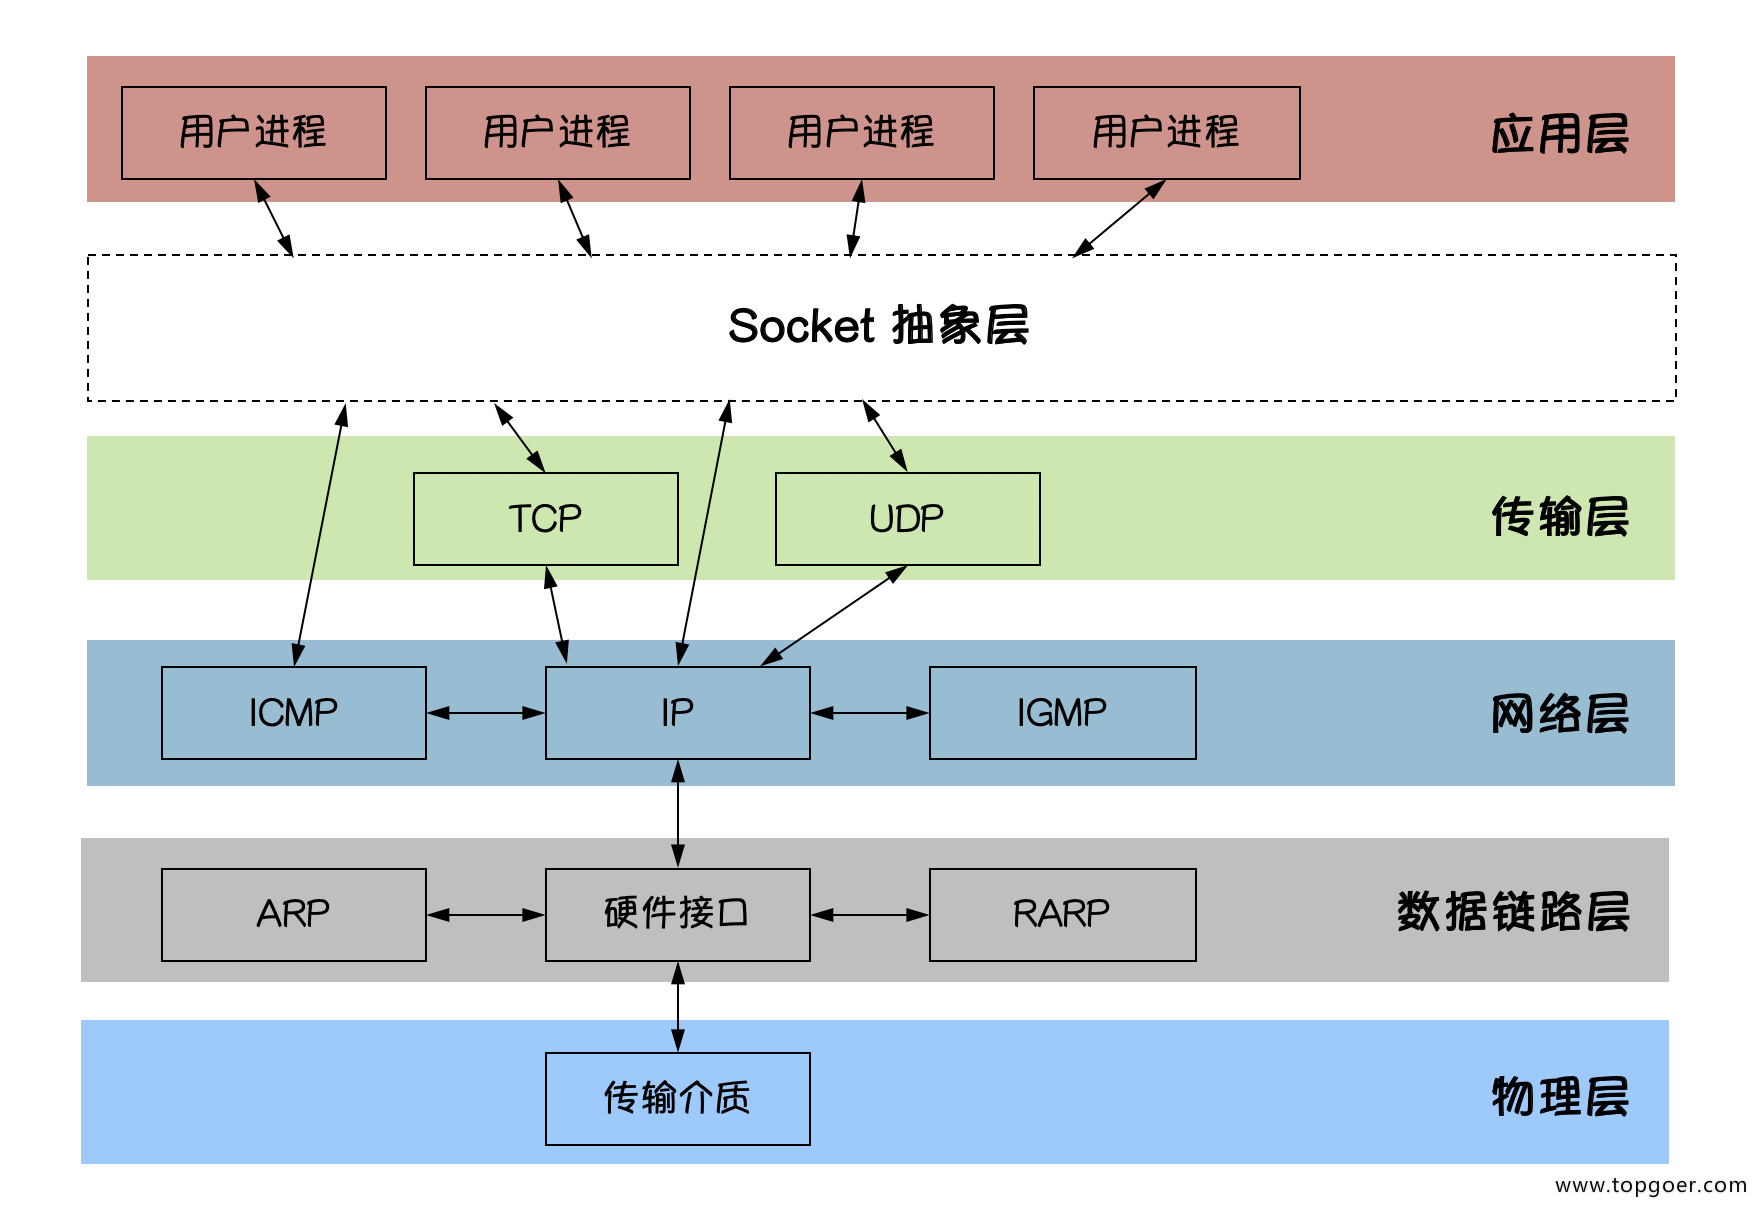 用户进程 用户进程 用户进程 用户进程 应用层
Socket 抽象层
TCP UDP 传输层
ICMP IP IGMP 网络层
ARP 硬件接口 RARP 数据链路层
传输介质 物理层
www.topgoer.com